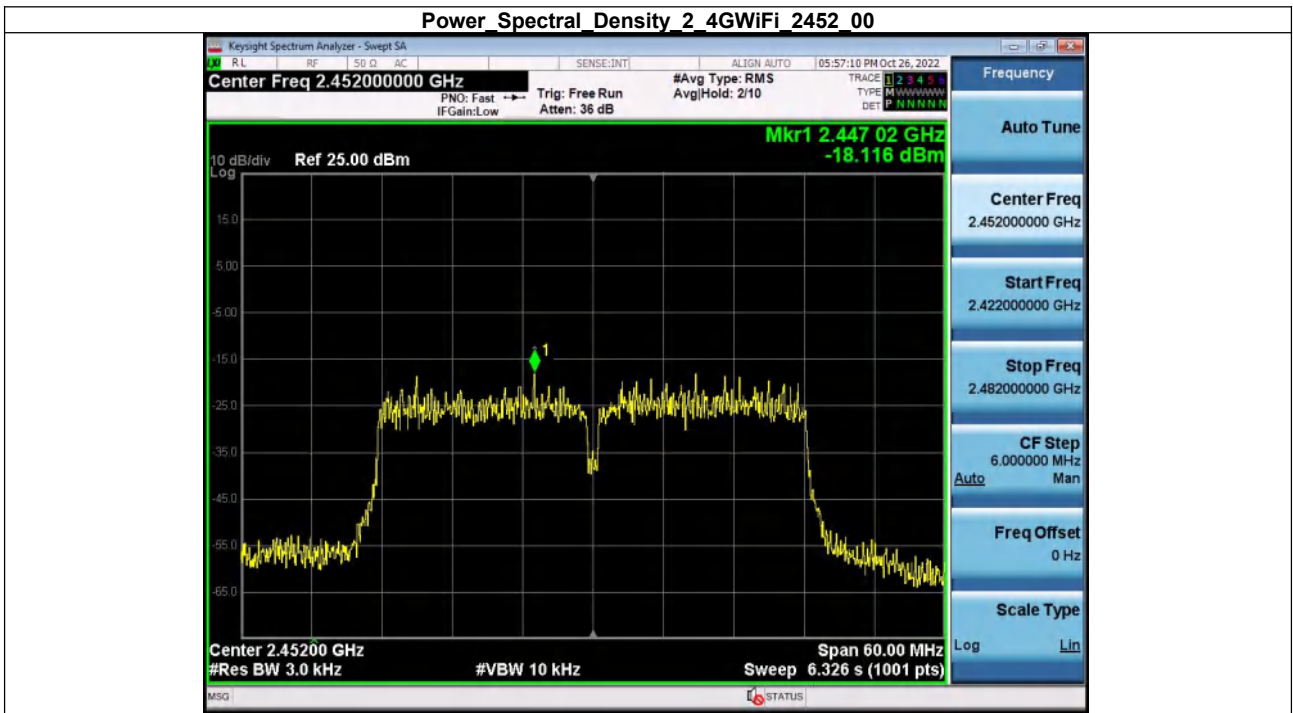 Power_Spectral_Density_2_4GWiFi_2452_00
Keysight Spectrum Analyzer - Swept SA
RL RF 50 Ω AC SENSE:INT ALIGN AUTO 05:57:10 PM Oct 26, 2022
Center Freq 2.452000000 GHz
PNO: Fast
IFGain:Low
Trig: Free Run
Atten: 36 dB
#Avg Type: RMS
Avg|Hold: 2/10
TRACE 1 2 3 4 5 6
TYPE M WWWWW
DET P N N N N N
Mkr1 2.447 02 GHz
-18.116 dBm
10 dB/div Ref 25.00 dBm
Log
15.0
5.00
-5.00
-15.0
-25.0
-35.0
-45.0
-55.0
-65.0
1
Center 2.45200 GHz Span 60.00 MHz
#Res BW 3.0 kHz #VBW 10 kHz Sweep 6.326 s (1001 pts)
MSG STATUS
Frequency
Auto Tune
Center Freq
2.452000000 GHz
Start Freq
2.422000000 GHz
Stop Freq
2.482000000 GHz
CF Step
6.000000 MHz
Auto Man
Freq Offset
0 Hz
Scale Type
Log Lin